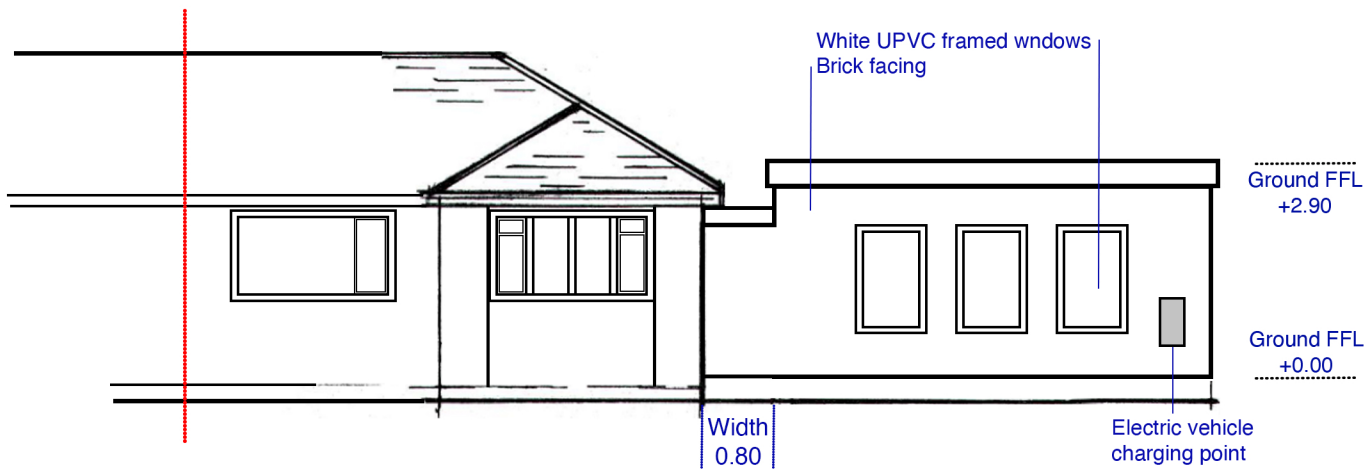 White UPVC framed wndows
Brick facing
Ground FFL
+2.90
Ground FFL
+0.00
Width
0.80
Electric vehicle
charging point